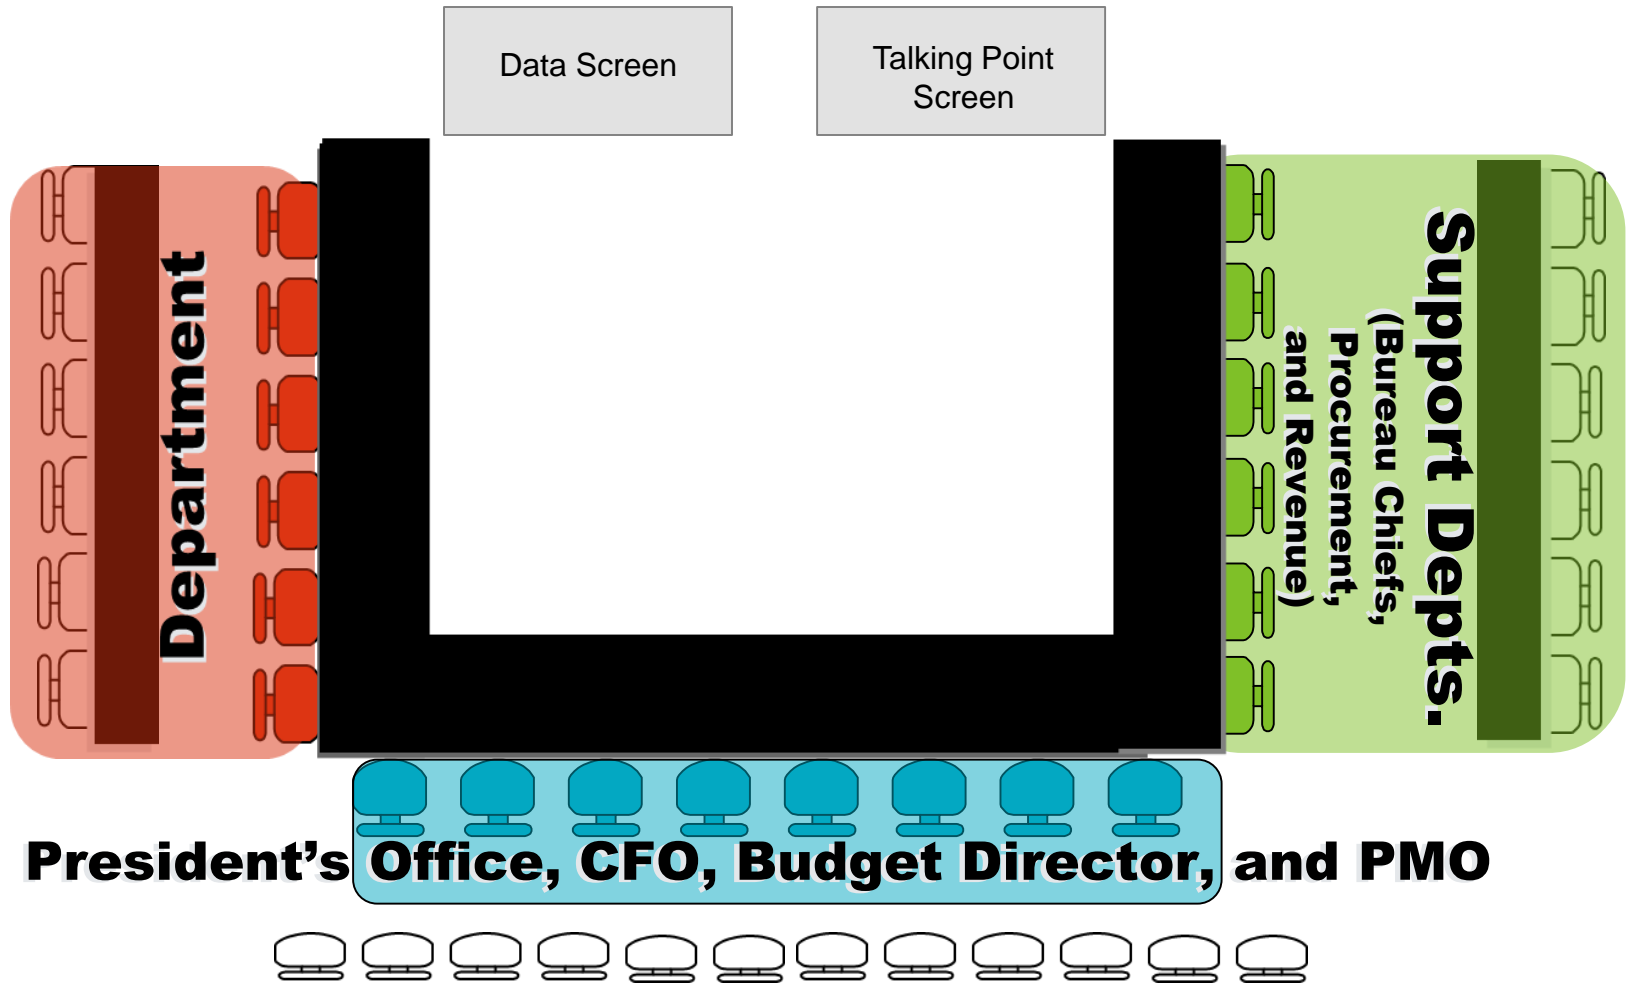 Data Screen
Talking Point
Screen
Department
Support Depts.
(Bureau Chiefs,
Procurement,
and Revenue)
President’s Office, CFO, Budget Director, and PMO